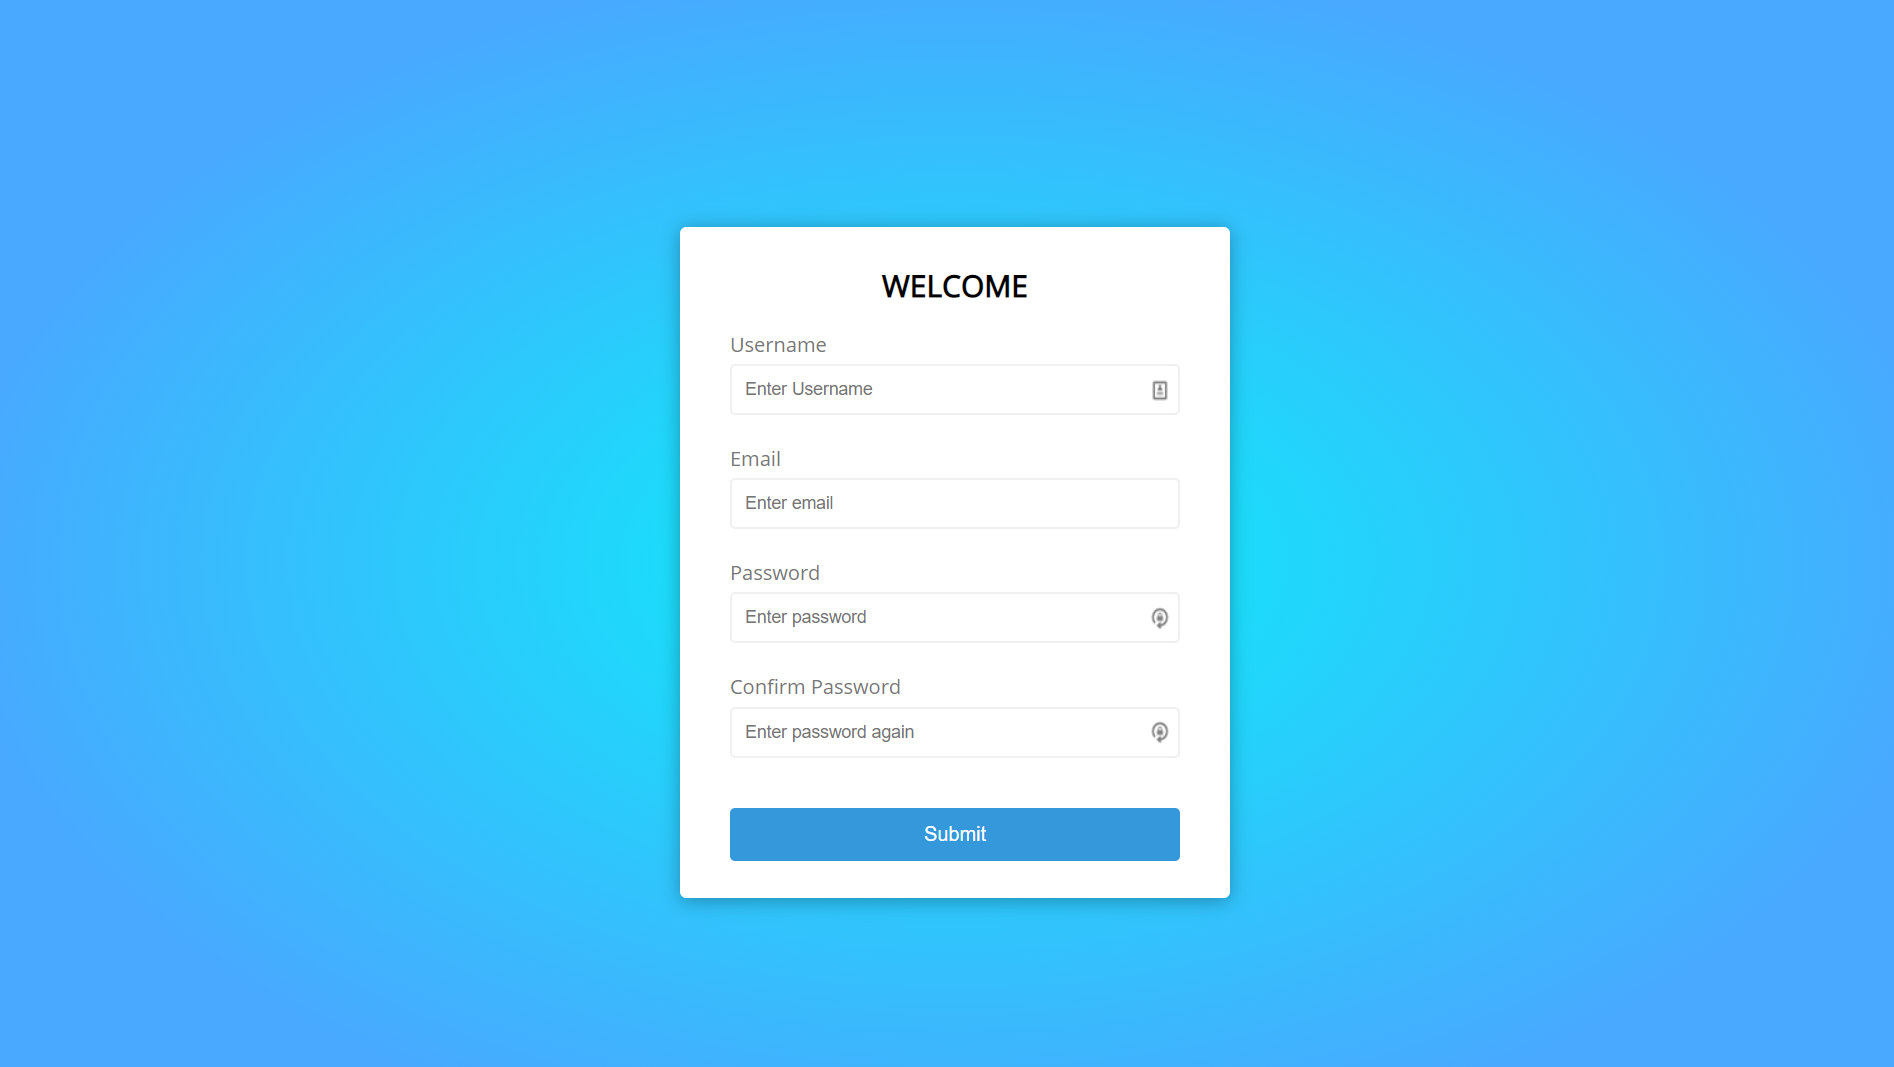 WELCOME
Username
Enter Username
Email
Enter email
Password
Enter password
Confirm Password
Enter password again
Submit